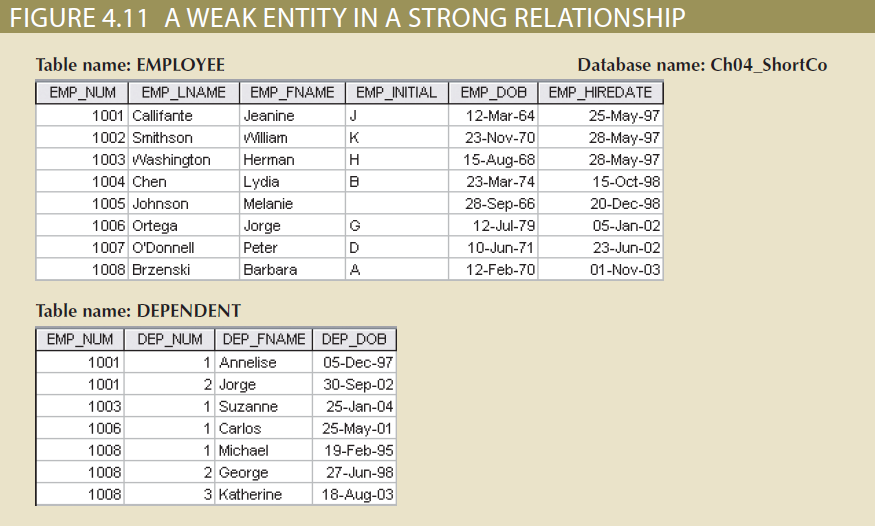 FIGURE 4.11 A WEAK ENTITY IN A STRONG RELATIONSHIP
Table name: EMPLOYEE Database name: Ch04_ShortCo
EMP_NUM EMP_LNAME EMP_FNAME EMP_INITIAL EMP_DOB EMP_HIREDATE
1001 Callifante Jeanine J 12-Mar-64 25-May-97
1002 Smithson William K 23-Nov-70 28-May-97
1003 Washington Herman H 15-Aug-68 28-May-97
1004 Chen Lydia B 23-Mar-74 15-Oct-98
1005 Johnson Melanie 28-Sep-66 20-Dec-98
1006 Ortega Jorge G 12-Jul-79 05-Jan-02
1007 O'Donnell Peter D 10-Jun-71 23-Jun-02
1008 Brzenski Barbara A 12-Feb-70 01-Nov-03
Table name: DEPENDENT
EMP_NUM DEP_NUM DEP_FNAME DEP_DOB
1001 1 Annelise 05-Dec-97
1001 2 Jorge 30-Sep-02
1003 1 Suzanne 25-Jan-04
1006 1 Carlos 25-May-01
1008 1 Michael 19-Feb-95
1008 2 George 27-Jun-98
1008 3 Katherine 18-Aug-03